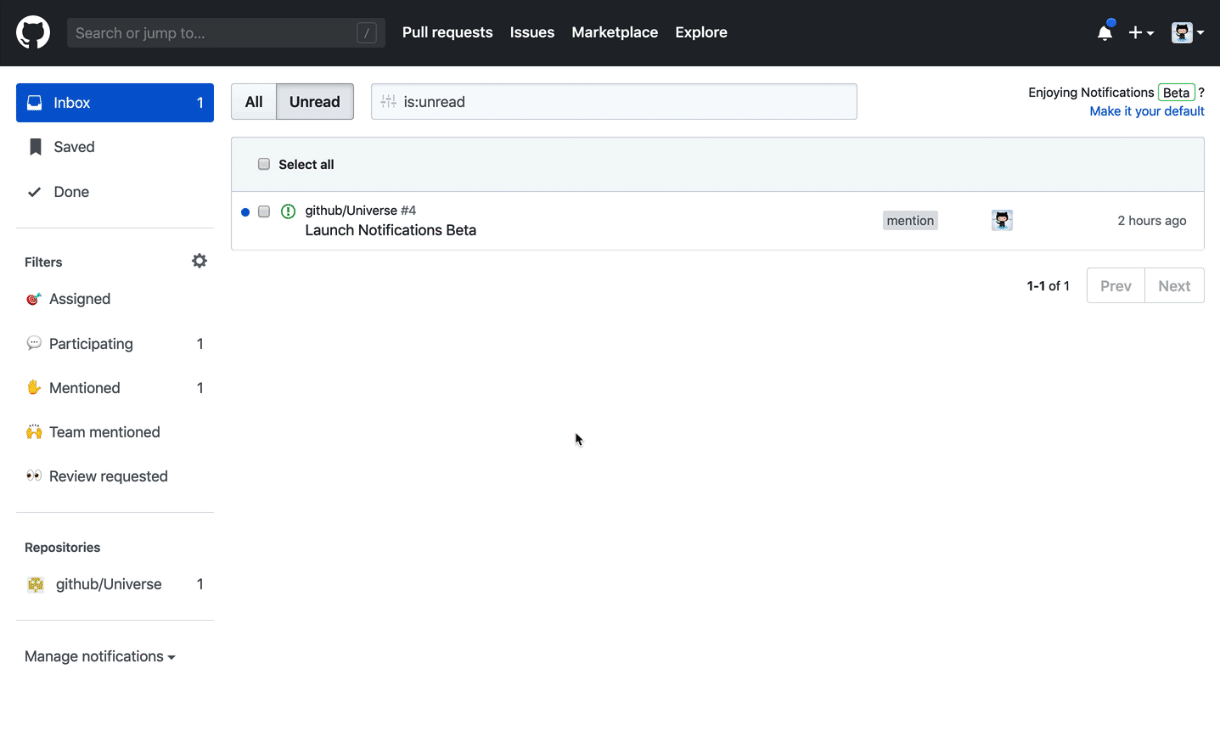 Search or jump to... /
Pull requests Issues Marketplace Explore
Inbox 1
Saved
Done
Filters
Assigned
Participating 1
Mentioned 1
Team mentioned
Review requested
Repositories
github/Universe 1
Manage notifications
All Unread
is:unread
Enjoying Notifications Beta ?
Make it your default
Select all
github/Universe #4
Launch Notifications Beta
mention
2 hours ago
1-1 of 1
Prev Next